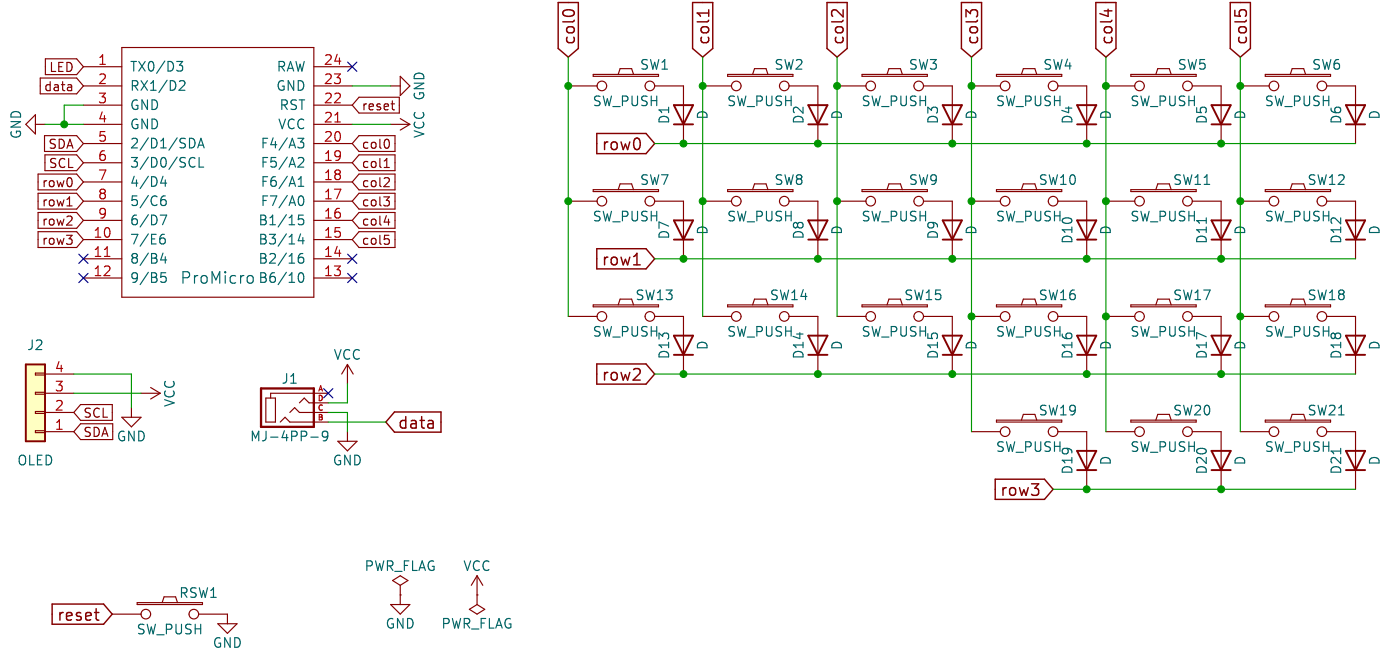 col0 col1 col2 col3 col4 col5
LED 1 TX0/D3 RAW 24
data 2 RX1/D2 GND 23 GND
3 GND RST 22 reset
GND 4 GND VCC 21 VCC
SDA 5 2/D1/SDA F4/A3 20 col0
SCL 6 3/D0/SCL F5/A2 19 col1
row0 7 4/D4 F6/A1 18 col2
row1 8 5/C6 F7/A0 17 col3
row2 9 6/D7 B1/15 16 col4
row3 10 7/E6 B3/14 15 col5
11 8/B4 B2/16 14
12 9/B5 ProMicro B6/10 13
SW1 SW2 SW3 SW4 SW5 SW6
SW_PUSH SW_PUSH SW_PUSH SW_PUSH SW_PUSH SW_PUSH
D1 D D2 D D3 D D4 D D5 D D6 D
row0
SW7 SW8 SW9 SW10 SW11 SW12
SW_PUSH SW_PUSH SW_PUSH SW_PUSH SW_PUSH SW_PUSH
D7 D D8 D D9 D D10 D D11 D D12 D
row1
SW13 SW14 SW15 SW16 SW17 SW18
SW_PUSH SW_PUSH SW_PUSH SW_PUSH SW_PUSH SW_PUSH
D13 D D14 D D15 D D16 D D17 D D18 D
row2
SW19 SW20 SW21
SW_PUSH SW_PUSH SW_PUSH
D19 D D20 D D21 D
row3
J2
4
3 VCC
2 SCL
1 SDA
GND
OLED
VCC
J1
A
D
C
B
data
MJ-4PP-9
GND
PWR_FLAG VCC
GND PWR_FLAG
RSW1
reset
SW_PUSH
GND